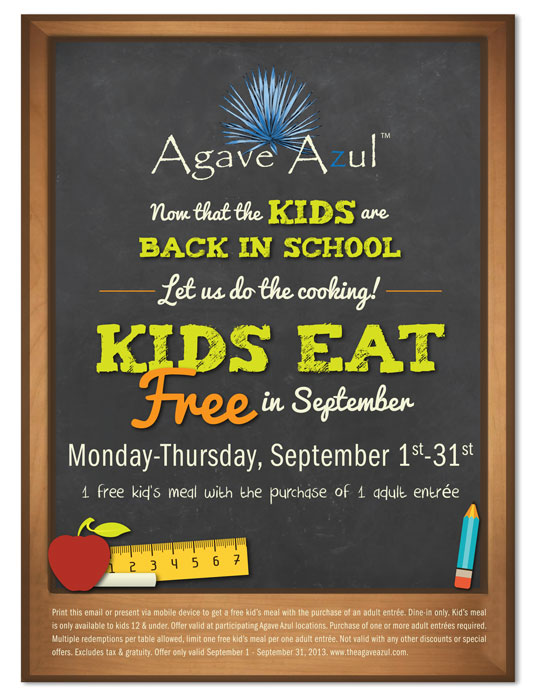 Agave Azul™
Now that the KIDS are
BACK IN SCHOOL
Let us do the cooking!
KIDS EAT
Free in September
Monday-Thursday, September 1st-31st
1 free kid's meal with the purchase of 1 adult entrée
1 2 3 4 5 6 7
Print this email or present via mobile device to get a free kid's meal with the purchase of an adult entrée. Dine-in only. Kid's meal
is only available to kids 12 & under. Offer valid at participating Agave Azul locations. Purchase of one or more adult entrées required.
Multiple redemptions per table allowed, limit one free kid's meal per one adult entrée. Not valid with any other discounts or special
offers. Excludes tax & gratuity. Offer only valid September 1 - September 31, 2013. www.theagaveazul.com.